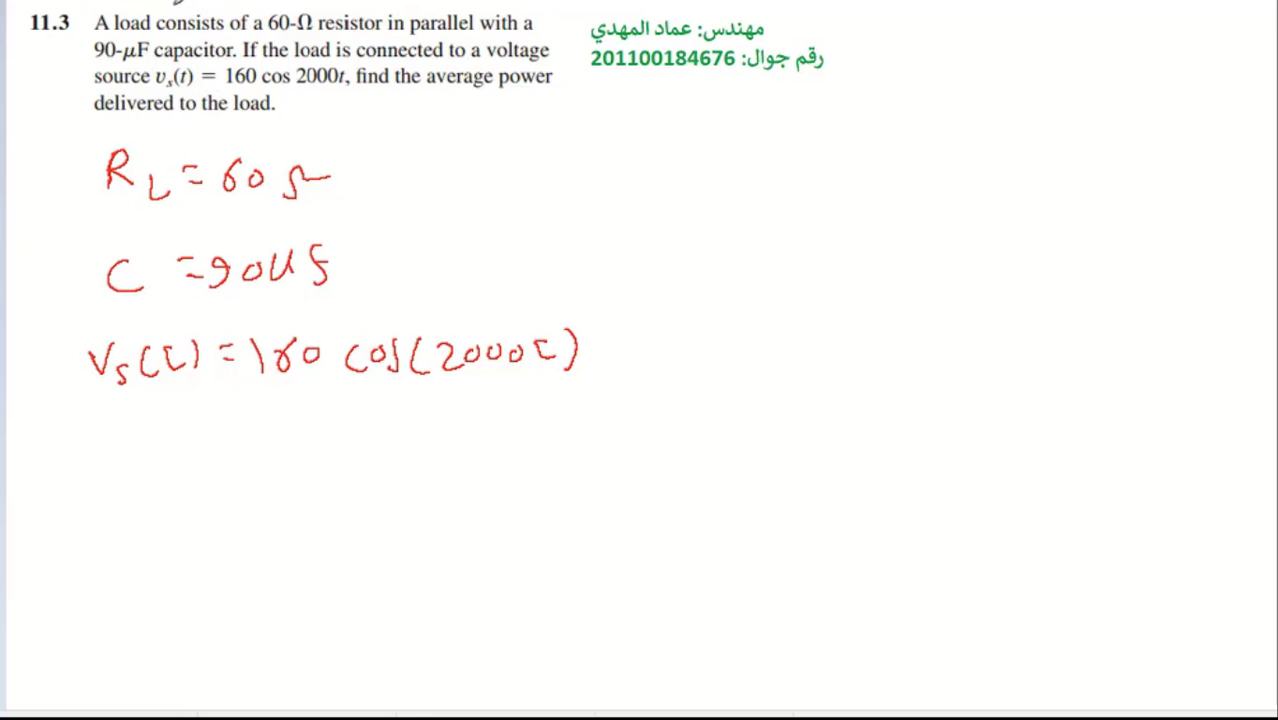 11.3 A load consists of a 60-Ω resistor in parallel with a
90-μF capacitor. If the load is connected to a voltage
source vs(t) = 160 cos 2000t, find the average power
delivered to the load.
مهندس: عماد المهدي
رقم جوال: 201100184676
RL = 60 Ω
C = 90 μf
Vs(t) = 160 cos(2000t)